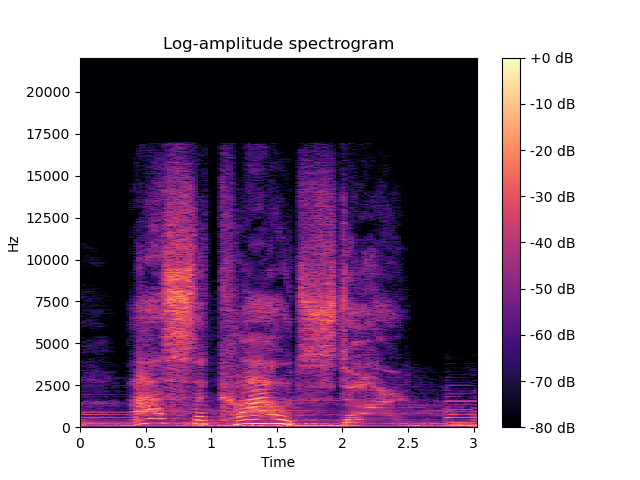 Log-amplitude spectrogram
+0 dB
-10 dB
-20 dB
-30 dB
-40 dB
-50 dB
-60 dB
-70 dB
-80 dB
20000
17500
15000
12500
10000
7500
5000
2500
0
Hz
0 0.5 1 1.5 2 2.5 3
Time